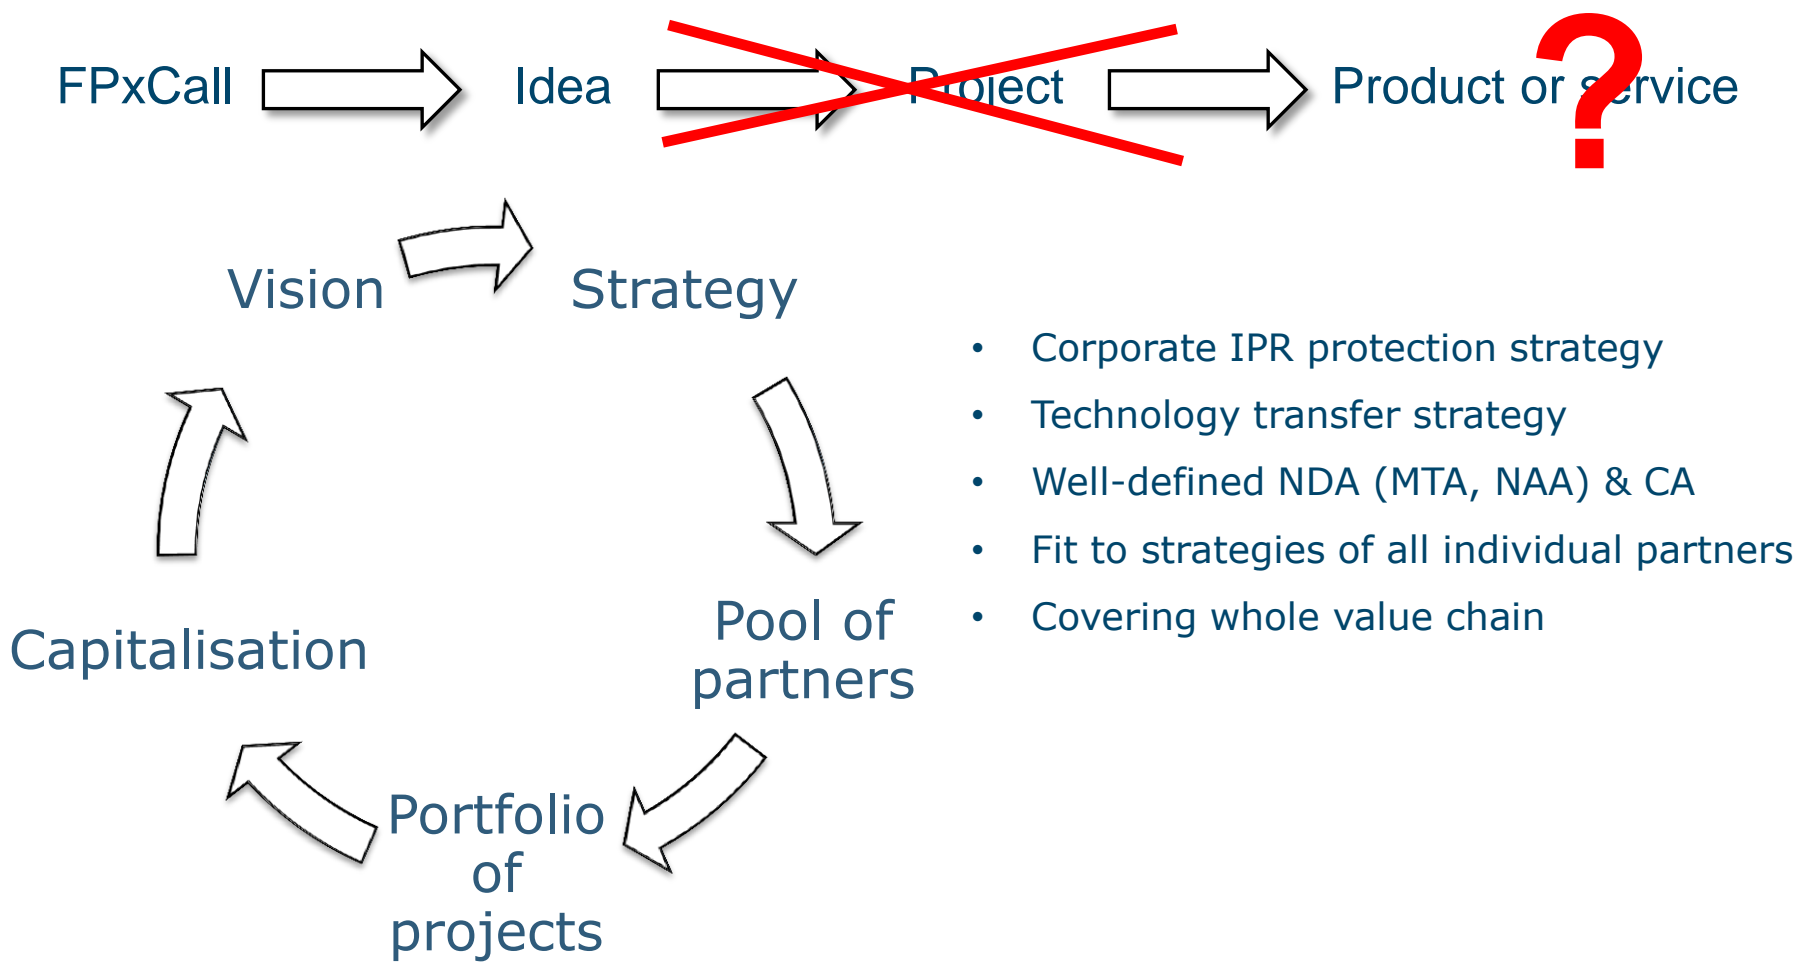 FPxCall Idea Project Product or service
?
Vision Strategy
• Corporate IPR protection strategy
• Technology transfer strategy
• Well-defined NDA (MTA, NAA) & CA
• Fit to strategies of all individual partners
• Covering whole value chain
Pool of
partners
Capitalisation
Portfolio
of
projects